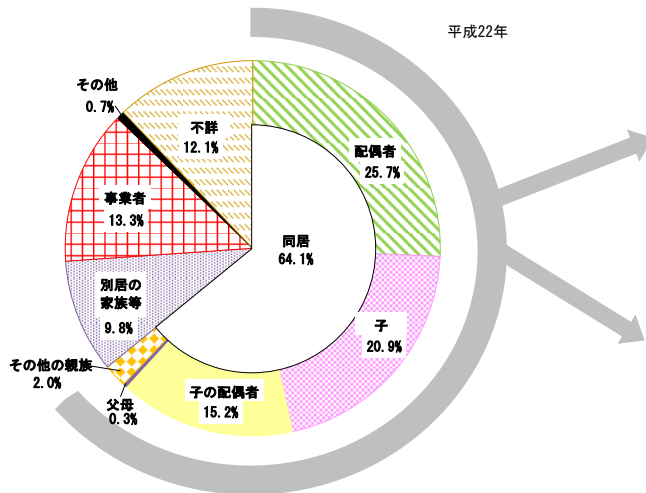 平成22年
その他
0.7%
不詳
12.1%
配偶者
25.7%
事業者
13.3%
同居
64.1%
別居の
家族等
9.8%
子
20.9%
その他の親族
2.0%
父母
0.3%
子の配偶者
15.2%